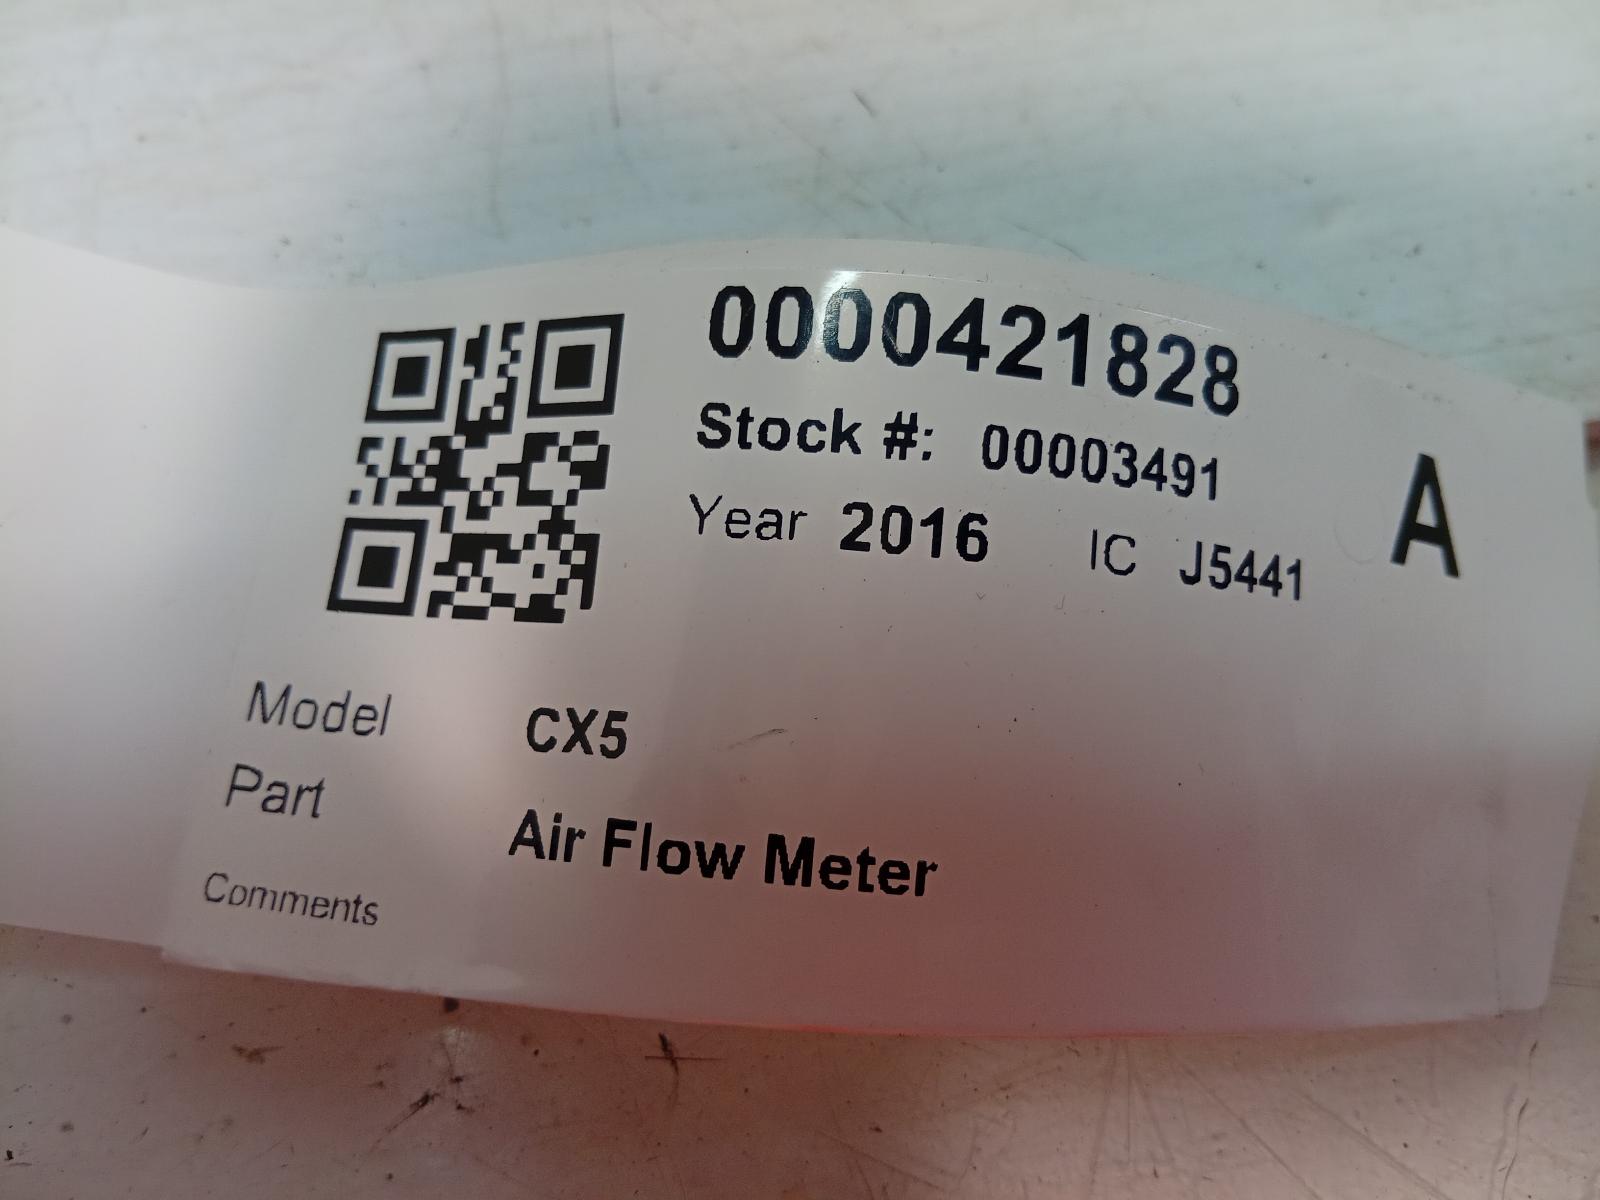 0000421828
Stock #: 00003491
Year 2016 IC J5441 A
Model CX5
Part Air Flow Meter
Comments